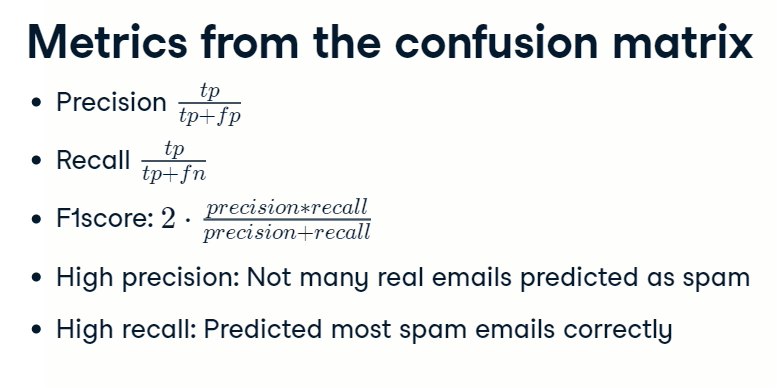 Metrics from the confusion matrix
• Precision $\frac{tp}{tp+fp}$
• Recall $\frac{tp}{tp+fn}$
• F1score: $2 \cdot \frac{precision*recall}{precision+recall}$
• High precision: Not many real emails predicted as spam
• High recall: Predicted most spam emails correctly